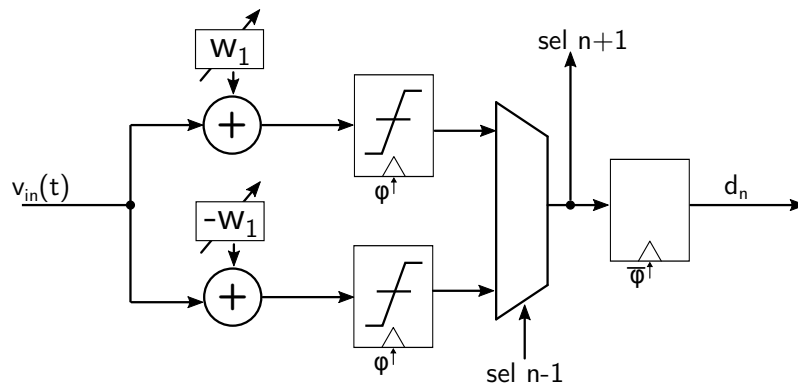 w₁
sel n+1
φ
vᵢₙ(t)
dₙ
-w₁
φ̅
φ
sel n-1